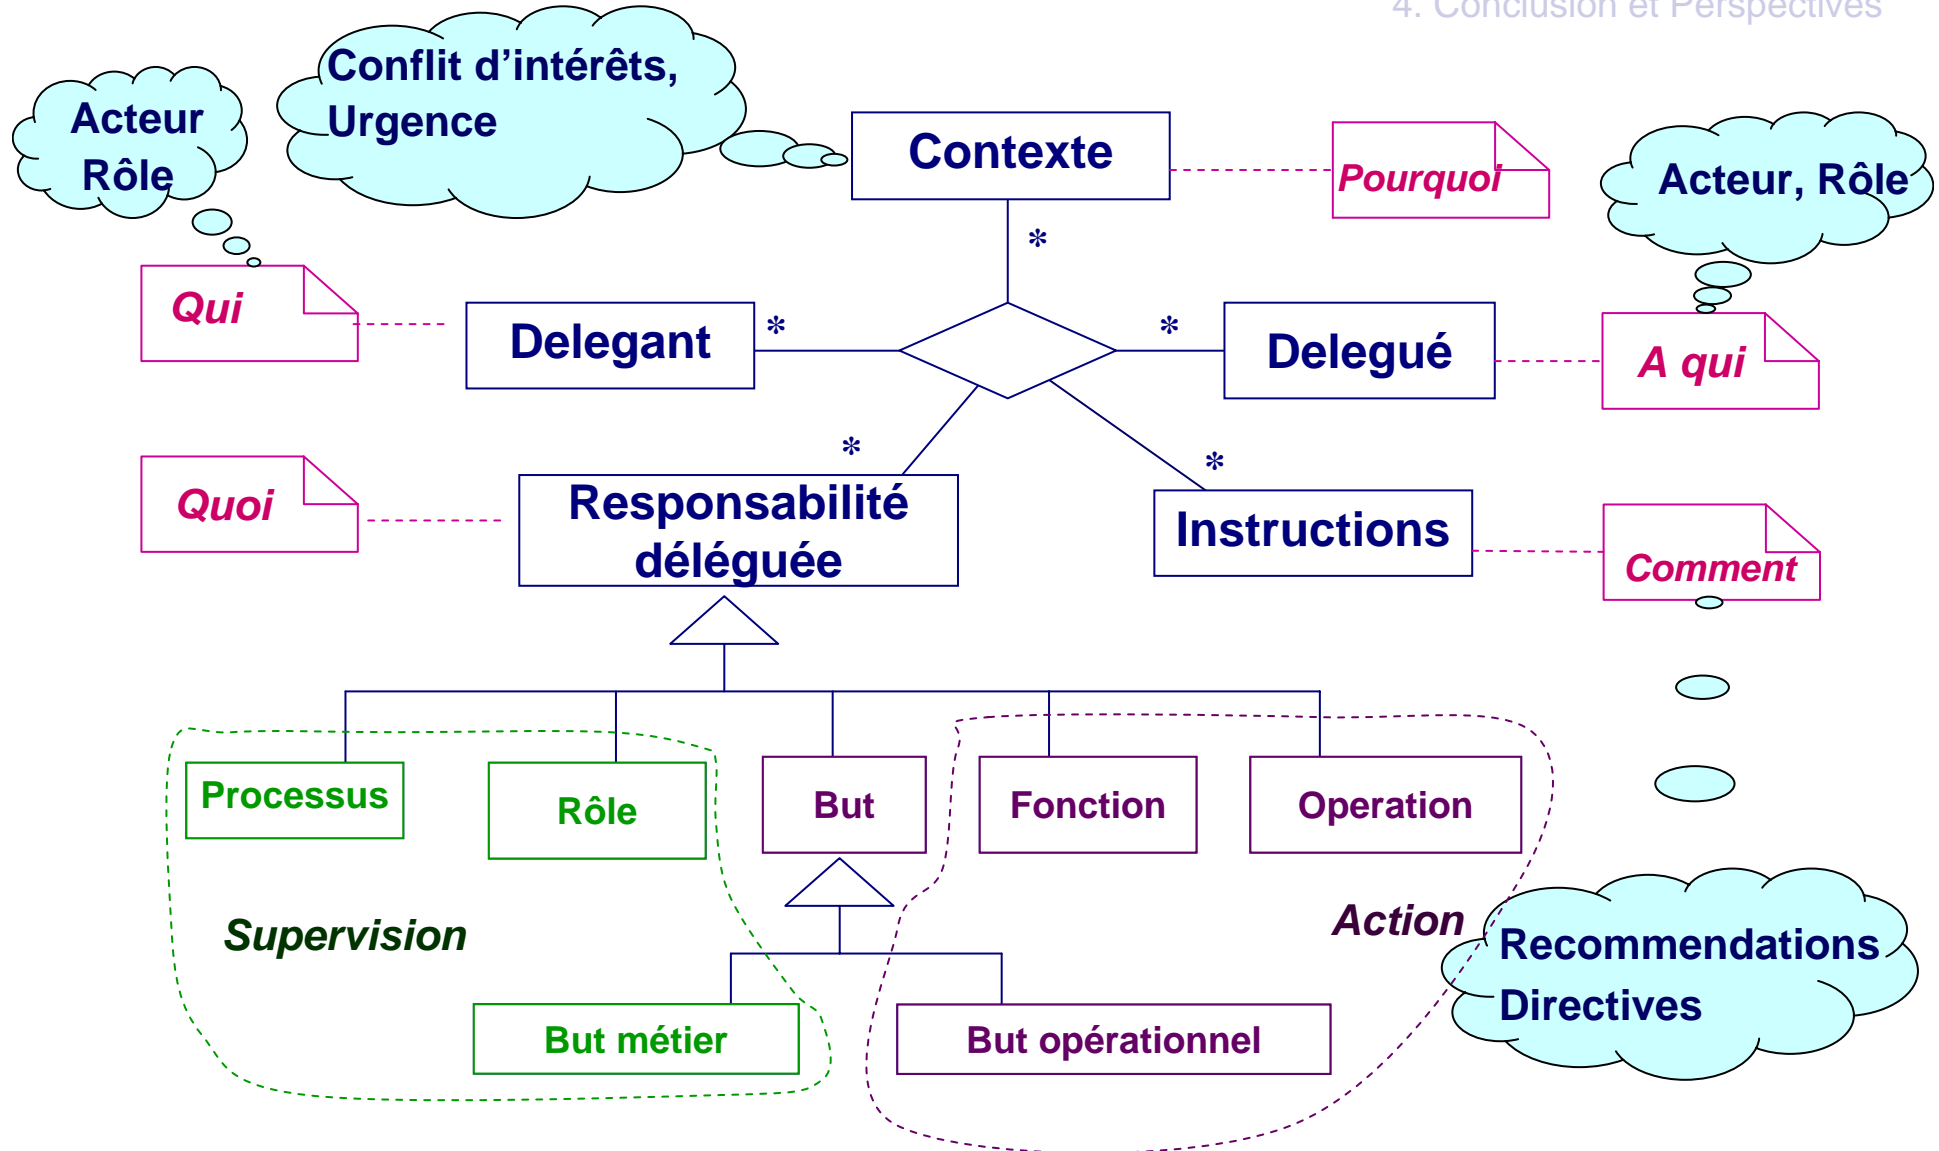 4. Conclusion et Perspectives
Conflit d'intérêts,
Urgence
Acteur
Rôle
Contexte
Pourquoi
Acteur, Rôle
*
Qui
Delegant
*
*
Delegué
A qui
*
*
Quoi
Responsabilité
déléguée
Instructions
Comment
Processus
Rôle
But
Fonction
Operation
Supervision
Action
Recommendations
Directives
But métier
But opérationnel